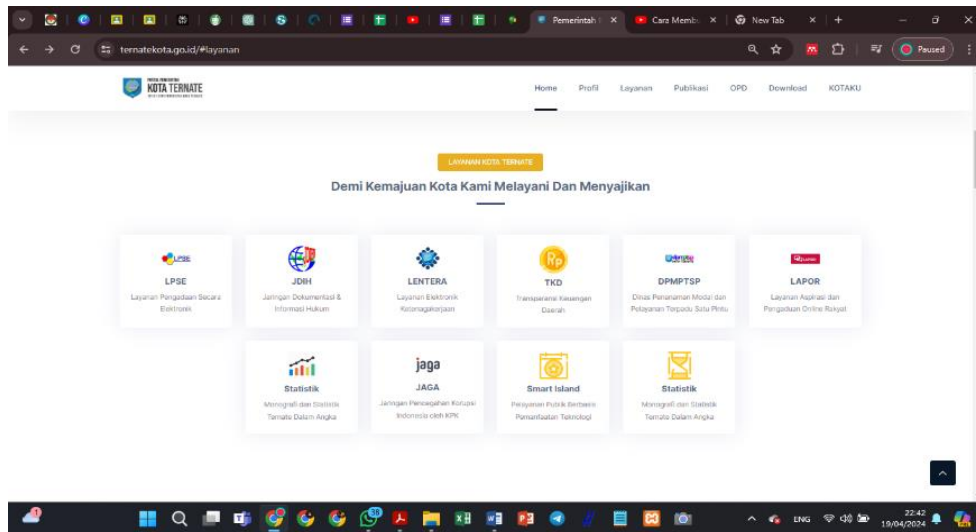 Pemerintah
Cara Memb
New Tab
ternatekota.go.id/#layanan
Paused
KOTA TERNATE
Home Profil Layanan Publikasi OPD Download KOTAKU
LAYANAN KOTA TERNATE
Demi Kemajuan Kota Kami Melayani Dan Menyajikan
LPSE
LPSE
Layanan Pengadaan Secara
Elektronik
JDIH
Jaringan Dokumentasi &
Informasi Hukum
LENTERA
Layanan Elektronik
Ketenagakerjaan
Rp
TKD
Transparansi Keuangan
Daerah
DPMPTSP
Dinas Penanaman Modal dan
Pelayanan Terpadu Satu Pintu
LAPOR
Layanan Aspirasi dan
Pengaduan Online Rakyat
Statistik
Monografi dan Statistik
Ternate Dalam Angka
jaga
JAGA
Jaringan Pencegahan Korupsi
Indonesia oleh KPK
Smart Island
Pelayanan Publik Berbasis
Pemanfaatan Teknologi
Statistik
Monografi dan Statistik
Ternate Dalam Angka
ENG
22:42
19/04/2024